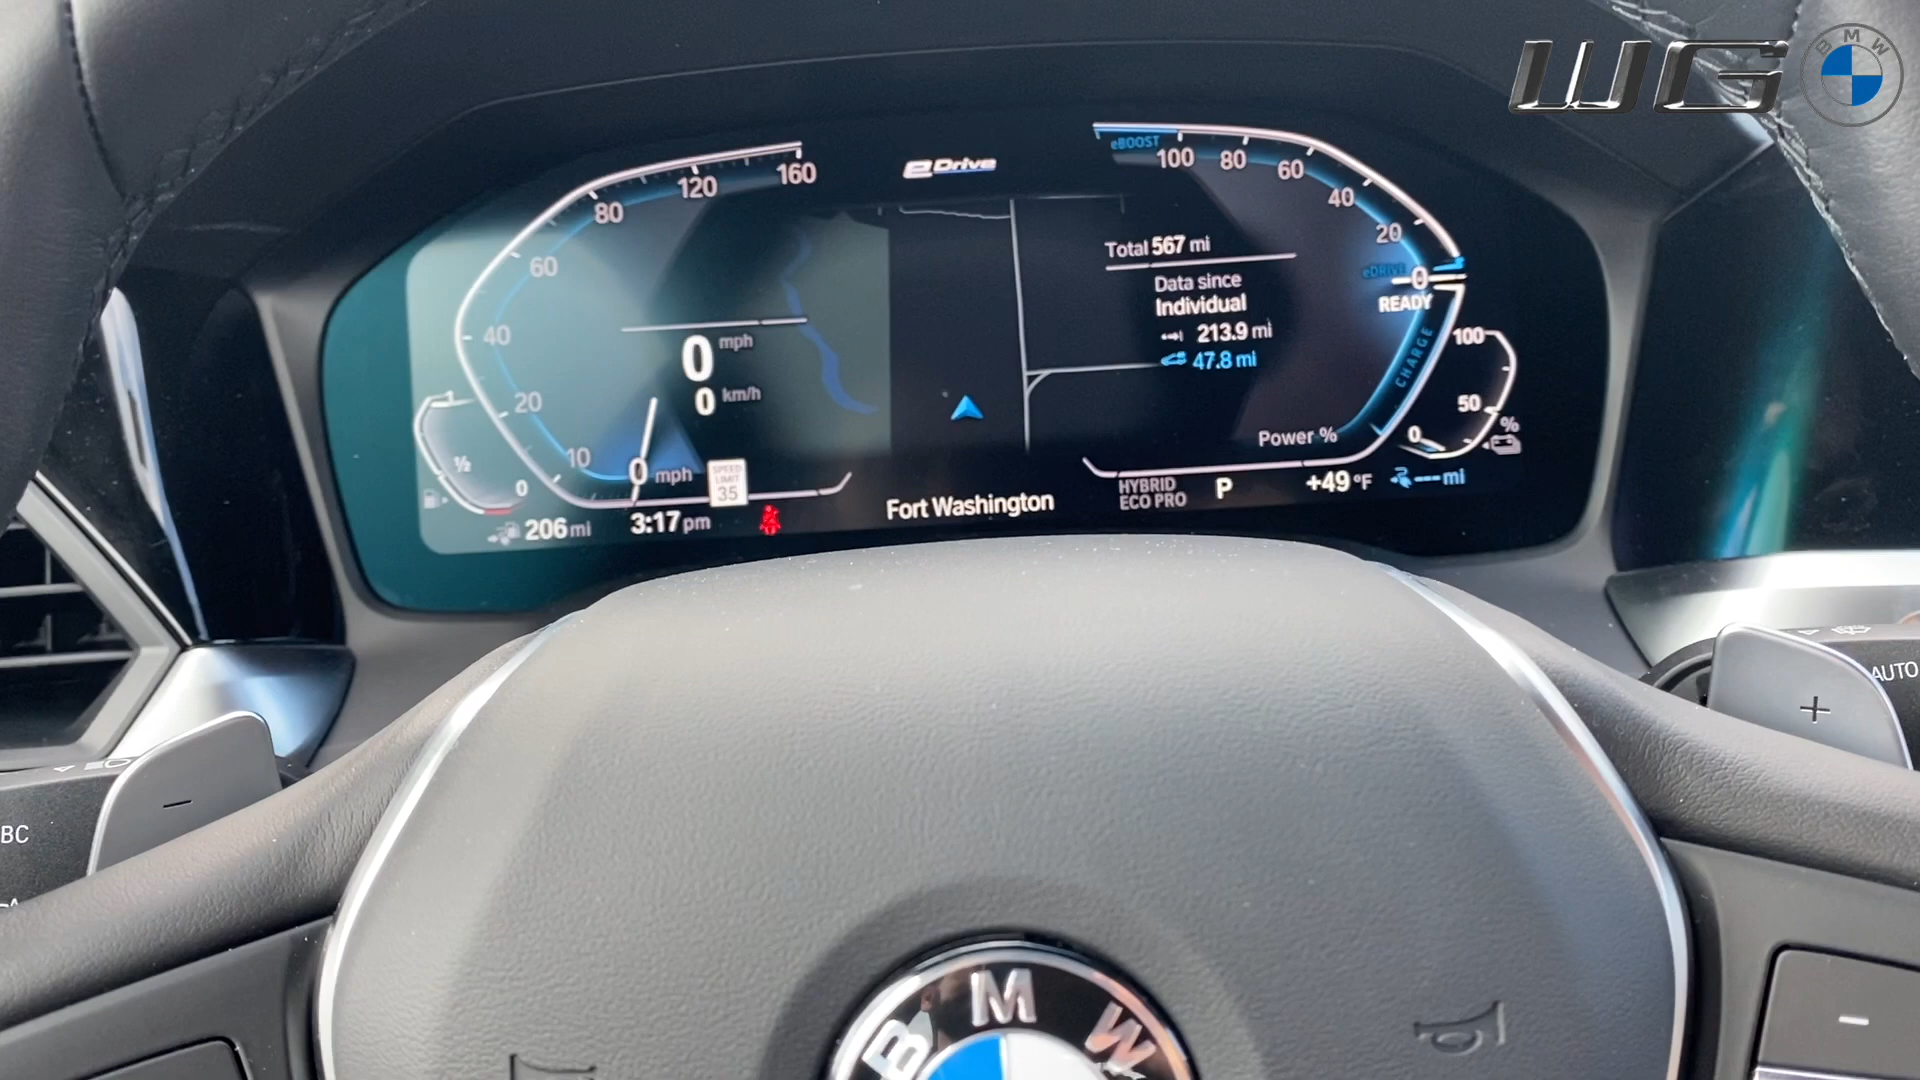 WG
BMW
eDrive
160
120
80
60
40
20
10
0 mph
0 mph
0 km/h
SPEED
LIMIT
35
1
½
0
206 mi
3:17 pm
Fort Washington
eBOOST
100
80
60
40
20
eDRIVE
0
READY
CHARGE
Total 567 mi
Data since
Individual
213.9 mi
47.8 mi
Power %
100
50
0
%
HYBRID
ECO PRO
P
+49 °F
--- mi
AUTO
+
−
BC
BMW
−